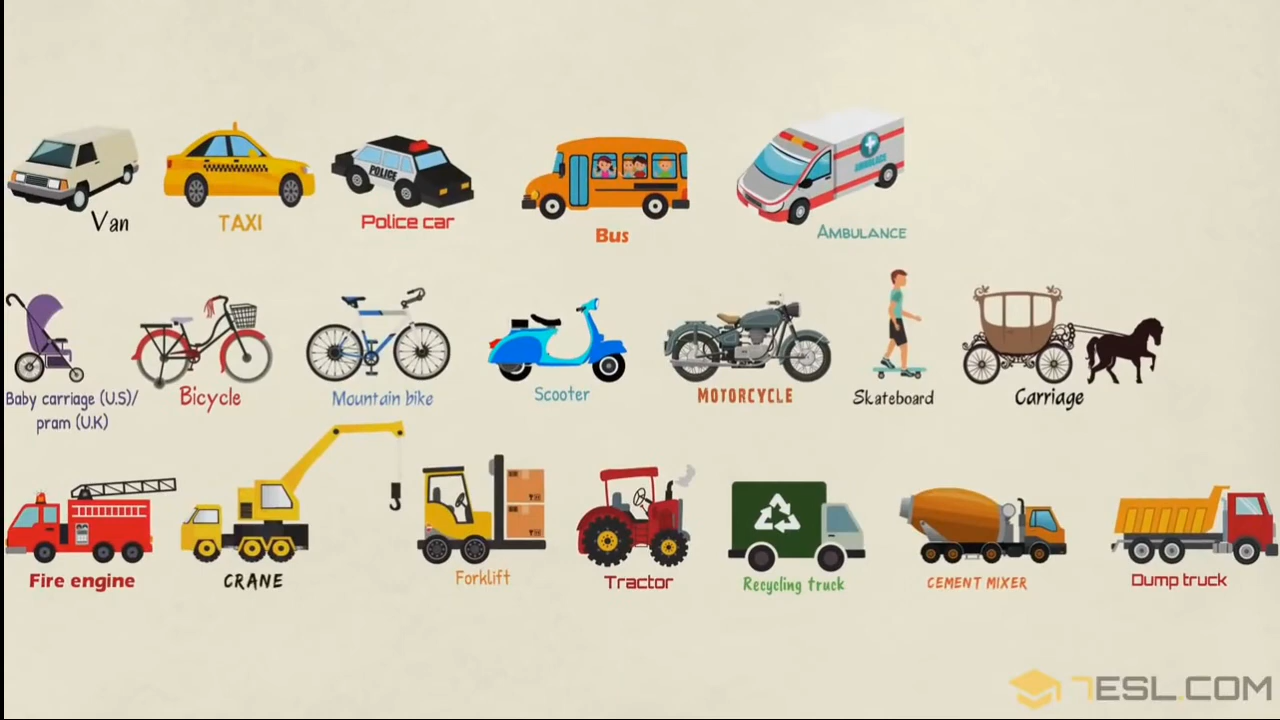 POLICE
AMBULANCE
Van
TAXI
Police car
Bus
AMBULANCE
Baby carriage (U.S)/
pram (U.K)
Bicycle
Mountain bike
Scooter
MOTORCYCLE
Skateboard
Carriage
Fire engine
CRANE
Forklift
Tractor
Recycling truck
CEMENT MIXER
Dump truck
7ESL.COM